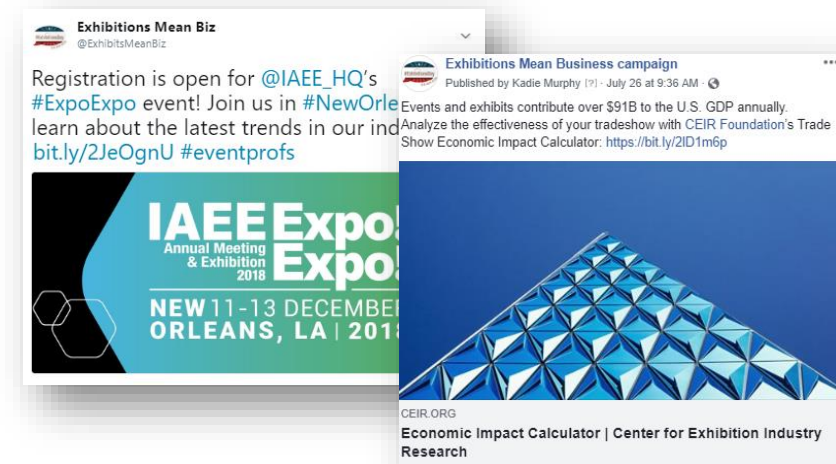 Exhibitions Mean Biz
@ExhibitsMeanBiz
Registration is open for @IAEE_HQ's
#ExpoExpo event! Join us in #NewOrle
learn about the latest trends in our ind
bit.ly/2JeOgnU #eventprofs
IAEE Expo!
Annual Meeting
& Exhibition
2018
Expo!
NEW 11-13 DECEMBER
ORLEANS, LA | 2018
Exhibitions Mean Business campaign
Published by Kadie Murphy [?] · July 26 at 9:36 AM ·
Events and exhibits contribute over $91B to the U.S. GDP annually.
Analyze the effectiveness of your tradeshow with CEIR Foundation's Trade
Show Economic Impact Calculator: https://bit.ly/2ID1m6p
CEIR.ORG
Economic Impact Calculator | Center for Exhibition Industry
Research